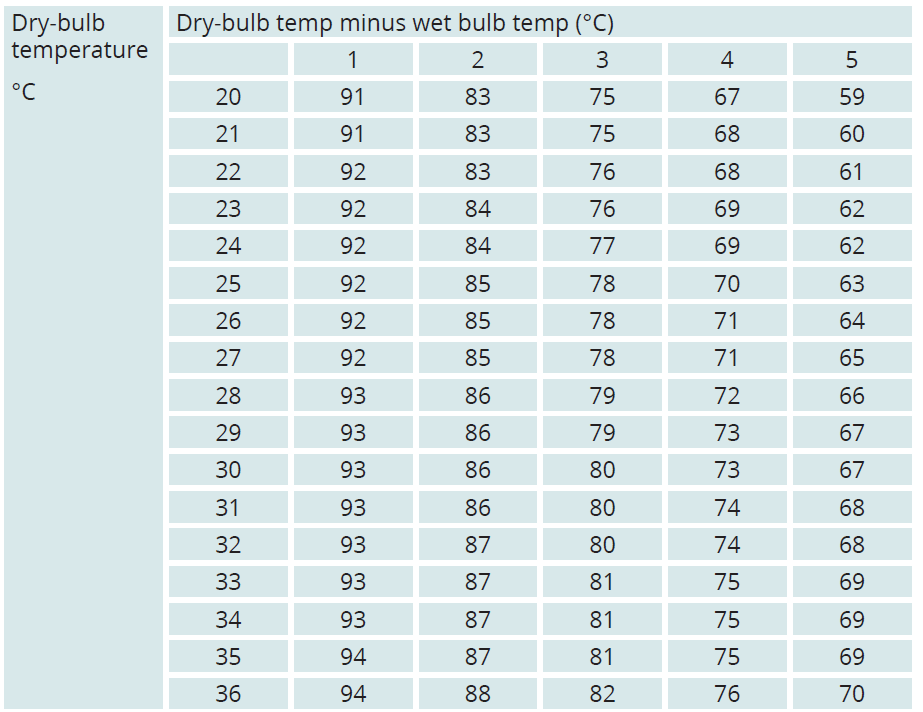 Dry-bulb temperature °C
Dry-bulb temp minus wet bulb temp (°C)
1 2 3 4 5
20 91 83 75 67 59
21 91 83 75 68 60
22 92 83 76 68 61
23 92 84 76 69 62
24 92 84 77 69 62
25 92 85 78 70 63
26 92 85 78 71 64
27 92 85 78 71 65
28 93 86 79 72 66
29 93 86 79 73 67
30 93 86 80 73 67
31 93 86 80 74 68
32 93 87 80 74 68
33 93 87 81 75 69
34 93 87 81 75 69
35 94 87 81 75 69
36 94 88 82 76 70